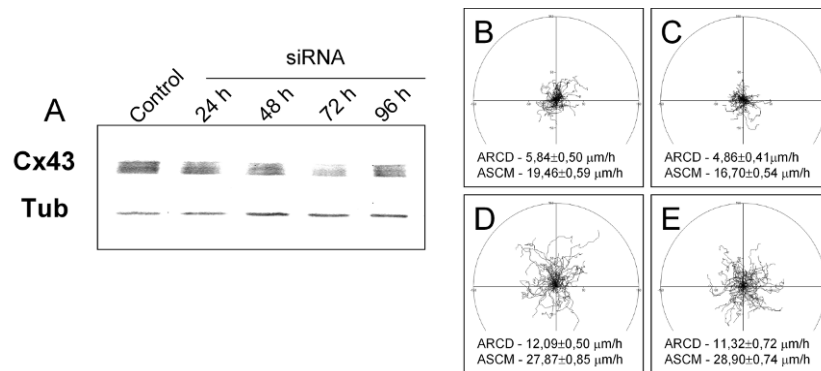 A
siRNA
Control
24 h
48 h
72 h
96 h
Cx43
Tub
B
ARCD - 5,84±0,50 μm/h
ASCM - 19,46±0,59 μm/h
C
ARCD - 4,86±0,41μm/h
ASCM - 16,70±0,54 μm/h
D
ARCD - 12,09±0,50 μm/h
ASCM - 27,87±0,85 μm/h
E
ARCD - 11,32±0,72 μm/h
ASCM - 28,90±0,74 μm/h